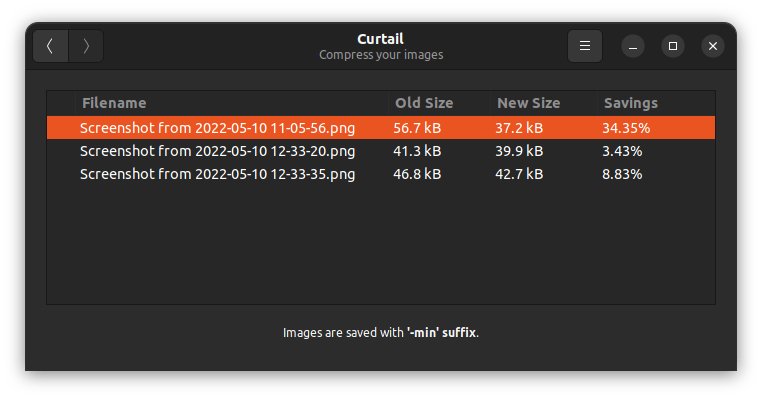 Curtail
Compress your images
Filename Old Size New Size Savings
Screenshot from 2022-05-10 11-05-56.png 56.7 kB 37.2 kB 34.35%
Screenshot from 2022-05-10 12-33-20.png 41.3 kB 39.9 kB 3.43%
Screenshot from 2022-05-10 12-33-35.png 46.8 kB 42.7 kB 8.83%
Images are saved with '-min' suffix.